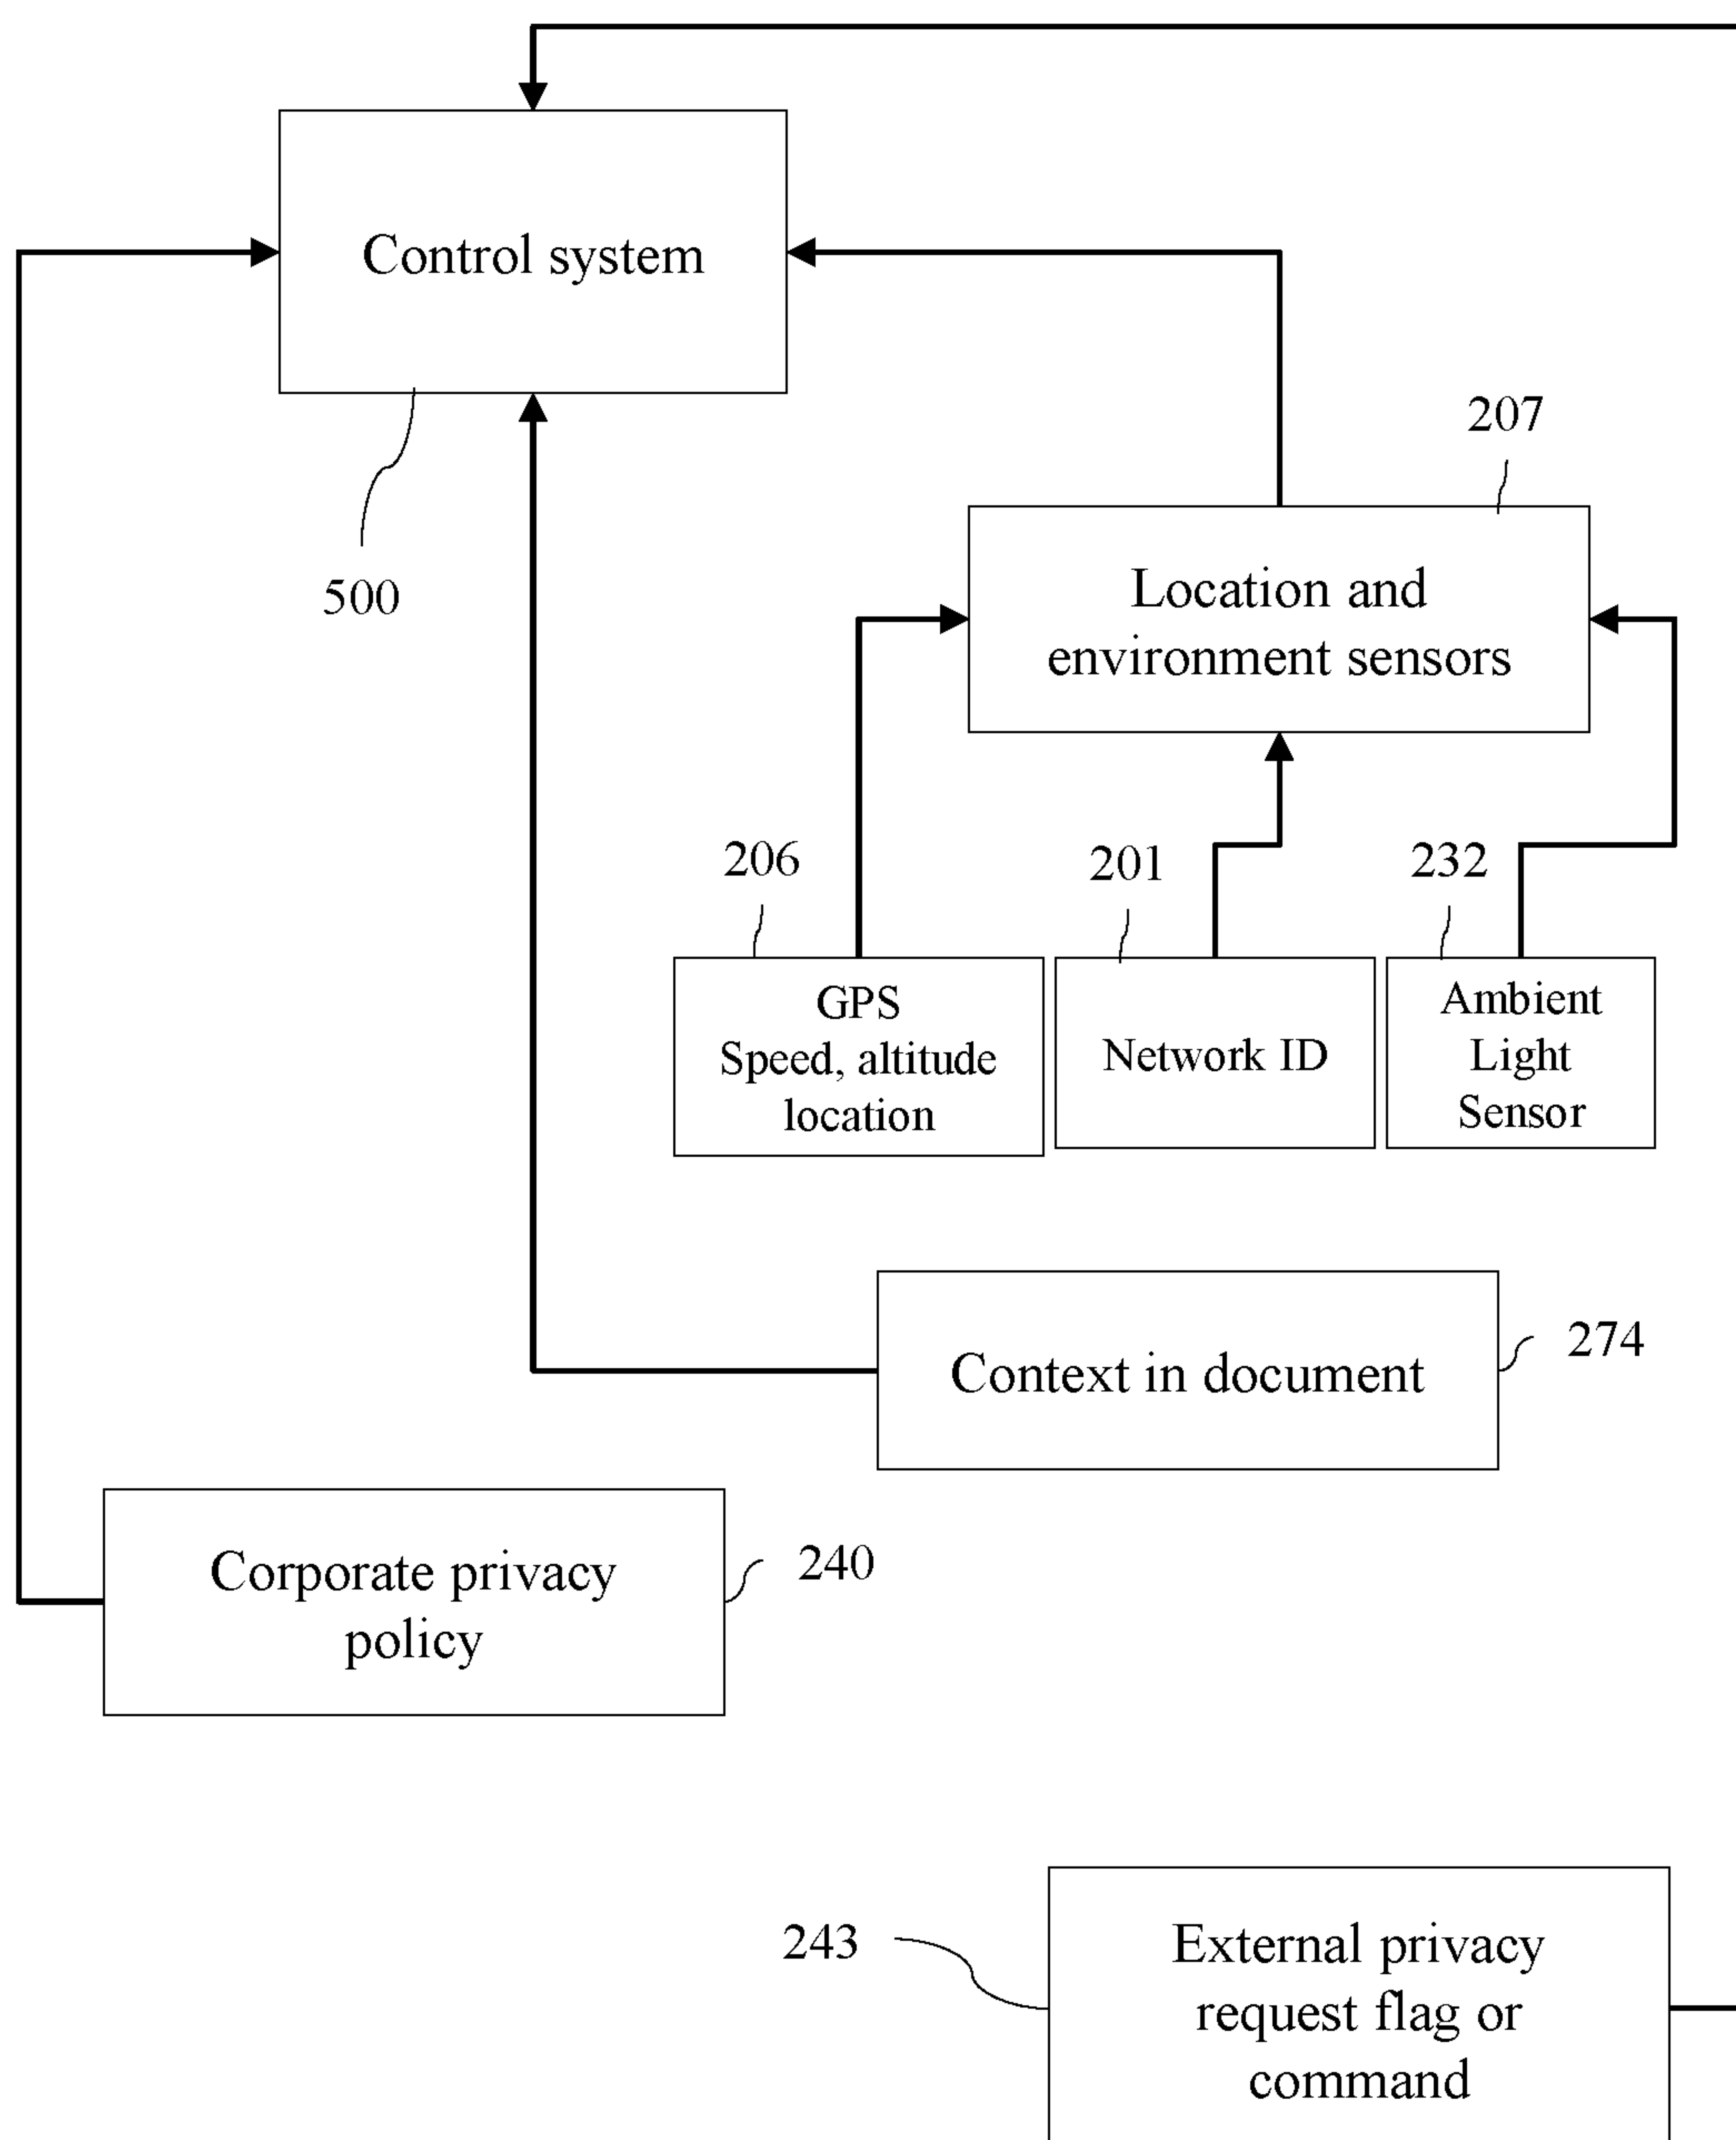 Control system
500
207
Location and
environment sensors
206
201
232
GPS
Speed, altitude
location
Network ID
Ambient
Light
Sensor
274
Context in document
240
Corporate privacy
policy
243
External privacy
request flag or
command